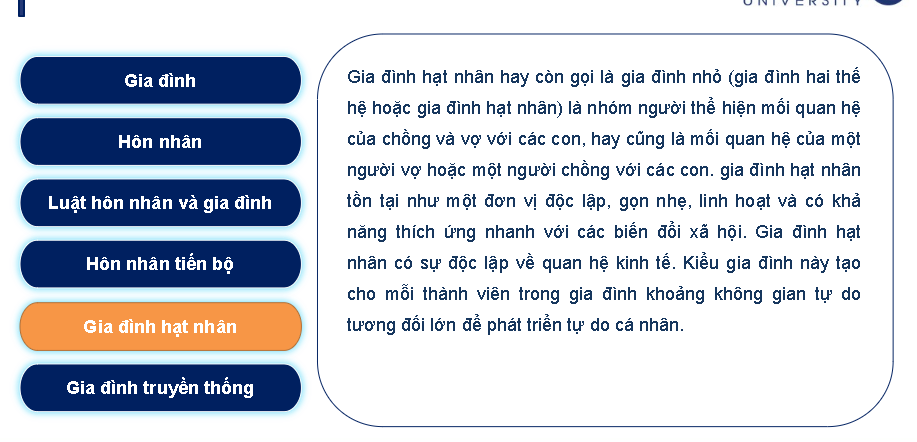 UNIVERSITY
Gia đình
Hôn nhân
Luật hôn nhân và gia đình
Hôn nhân tiến bộ
Gia đình hạt nhân
Gia đình truyền thống
Gia đình hạt nhân hay còn gọi là gia đình nhỏ (gia đình hai thế
hệ hoặc gia đình hạt nhân) là nhóm người thể hiện mối quan hệ
của chồng và vợ với các con, hay cũng là mối quan hệ của một
người vợ hoặc một người chồng với các con. gia đình hạt nhân
tồn tại như một đơn vị độc lập, gọn nhẹ, linh hoạt và có khả
năng thích ứng nhanh với các biến đổi xã hội. Gia đình hạt
nhân có sự độc lập về quan hệ kinh tế. Kiểu gia đình này tạo
cho mỗi thành viên trong gia đình khoảng không gian tự do
tương đối lớn để phát triển tự do cá nhân.